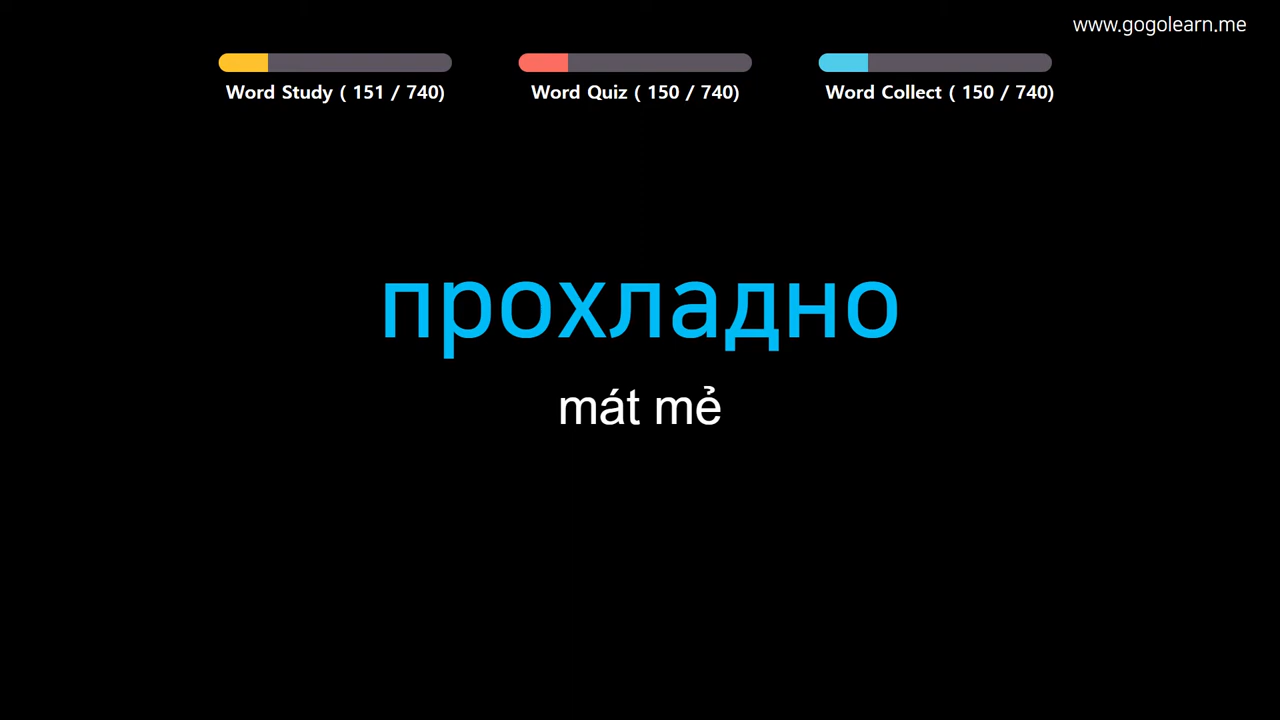 www.gogolearn.me
Word Study ( 151 / 740)
Word Quiz ( 150 / 740)
Word Collect ( 150 / 740)
прохладно
mát mẻ